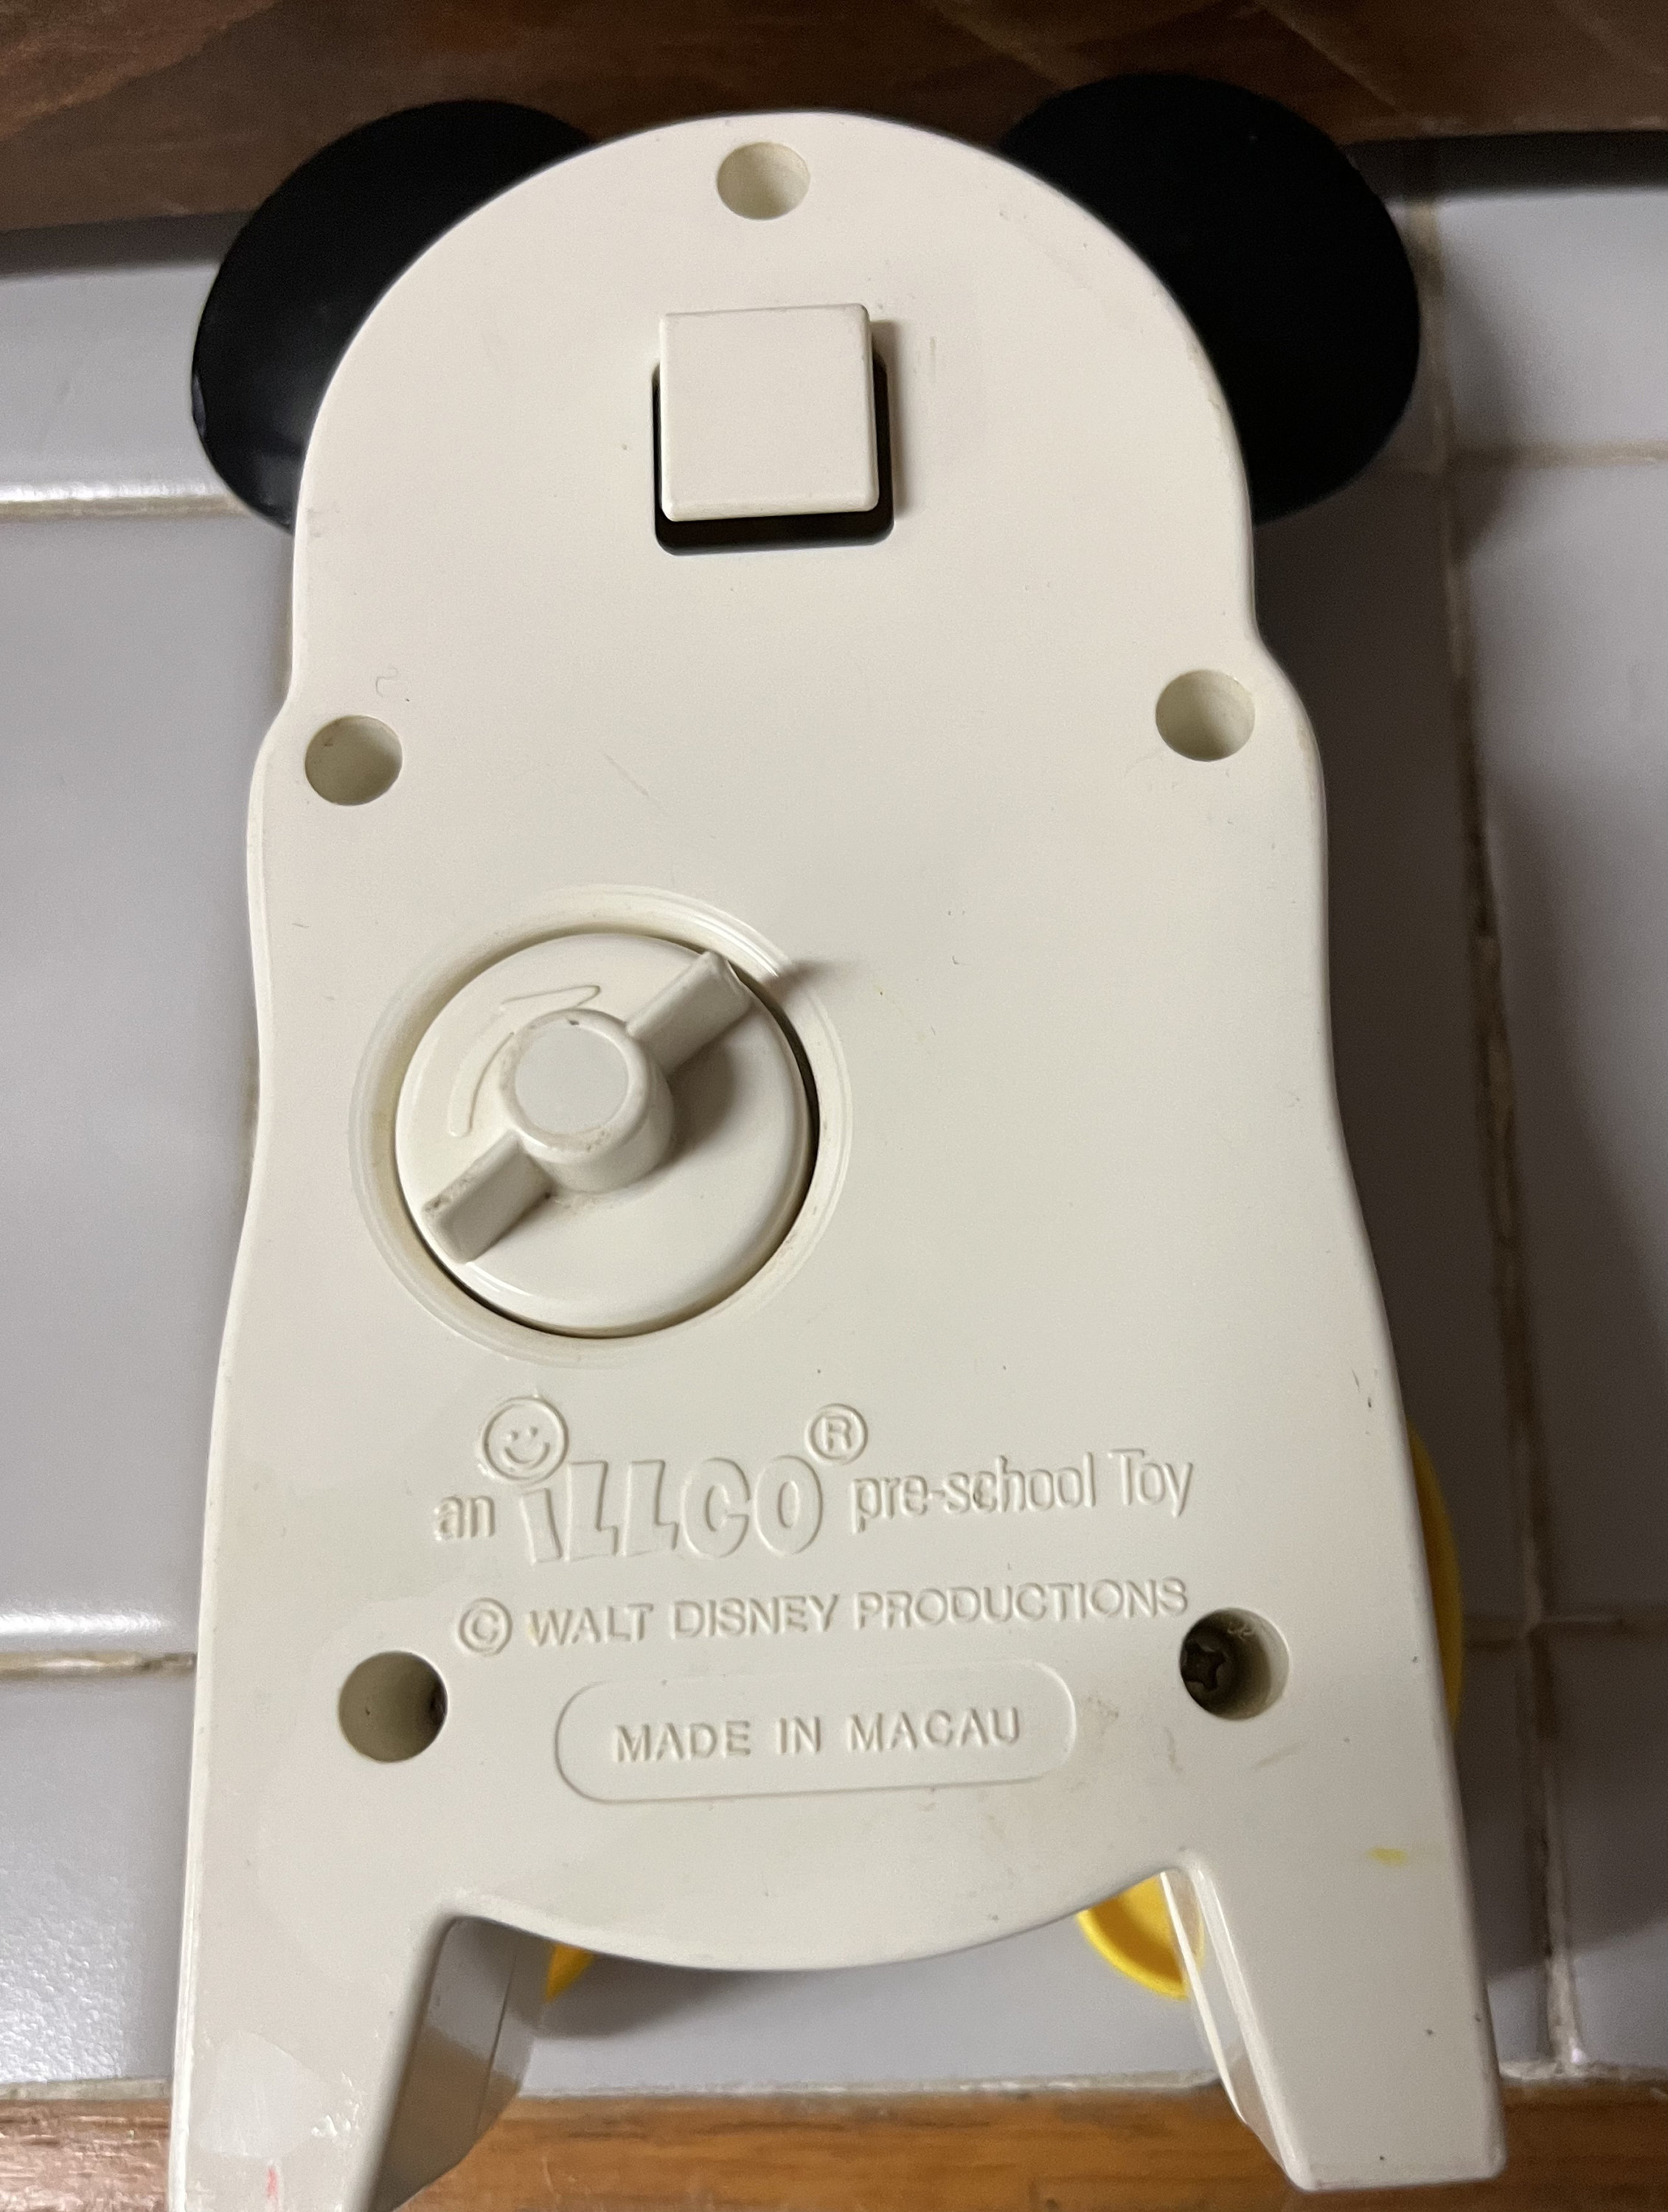 an iLLCO® pre-school Toy
© WALT DISNEY PRODUCTIONS
MADE IN MACAU